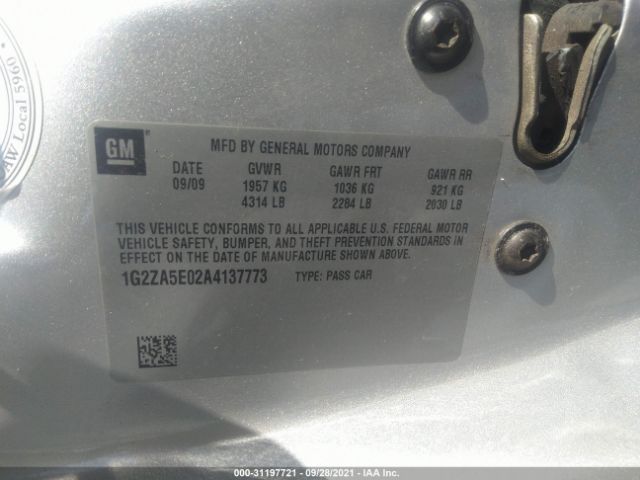 AW Local 5960
GM
MFD BY GENERAL MOTORS COMPANY
DATE GVWR GAWR FRT GAWR RR
09/09 1957 KG 1036 KG 921 KG
4314 LB 2284 LB 2030 LB
THIS VEHICLE CONFORMS TO ALL APPLICABLE U.S. FEDERAL MOTOR
VEHICLE SAFETY, BUMPER, AND THEFT PREVENTION STANDARDS IN
EFFECT ON THE DATE OF MANUFACTURE SHOWN ABOVE.
1G2ZA5E02A4137773 TYPE: PASS CAR
000-31197721 - 09/28/2021 - IAA Inc.